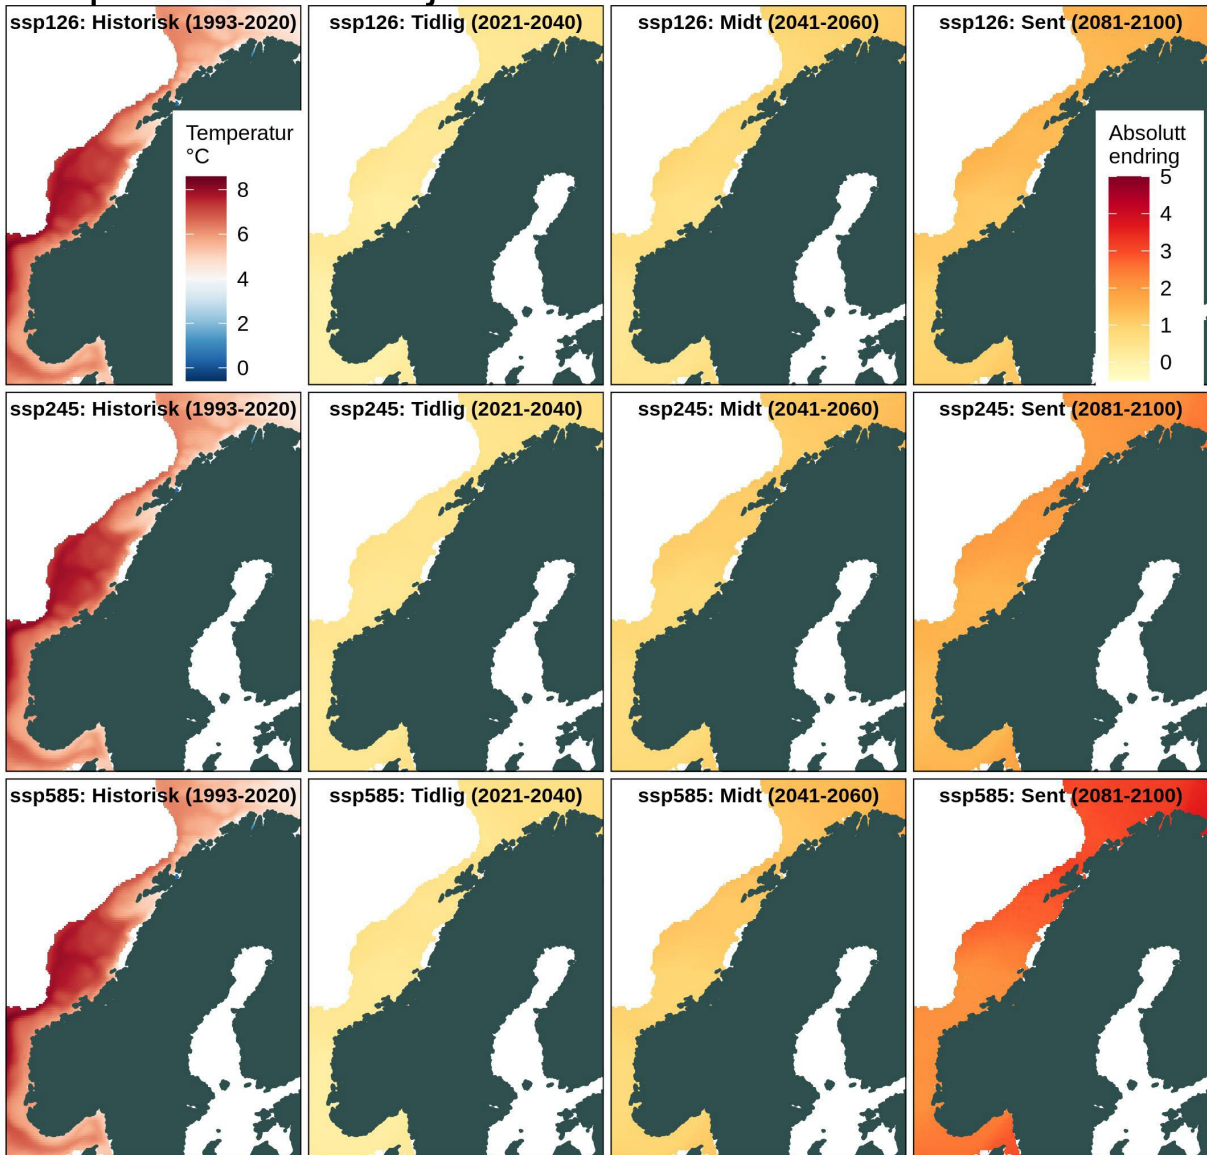 ssp126: Historisk (1993-2020)
ssp126: Tidlig (2021-2040)
ssp126: Midt (2041-2060)
ssp126: Sent (2081-2100)
Temperatur
°C
8
6
4
2
0
Absolutt
endring
5
4
3
2
1
0
ssp245: Historisk (1993-2020)
ssp245: Tidlig (2021-2040)
ssp245: Midt (2041-2060)
ssp245: Sent (2081-2100)
ssp585: Historisk (1993-2020)
ssp585: Tidlig (2021-2040)
ssp585: Midt (2041-2060)
ssp585: Sent (2081-2100)